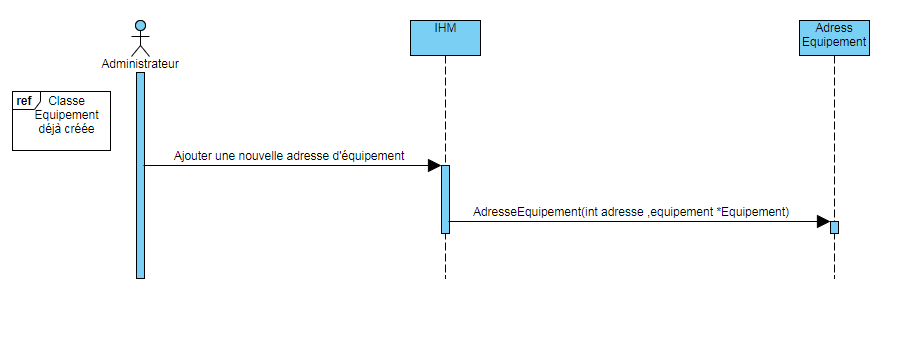 IHM
Adress
Equipement
Administrateur
ref
Classe
Equipement
déjà créée
Ajouter une nouvelle adresse d'équipement
AdresseEquipement(int adresse ,equipement *Equipement)